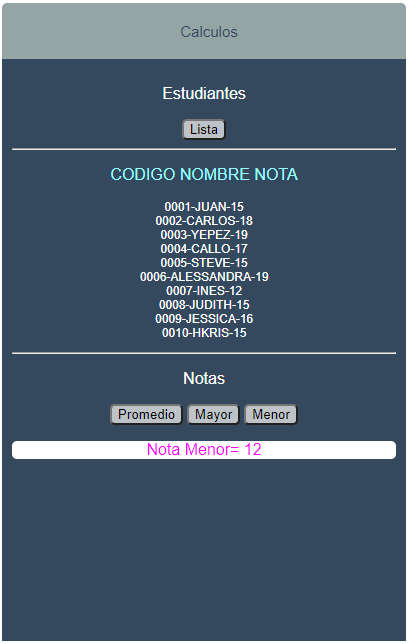 Calculos
Estudiantes
Lista
CODIGO NOMBRE NOTA
0001-JUAN-15
0002-CARLOS-18
0003-YEPEZ-19
0004-CALLO-17
0005-STEVE-15
0006-ALESSANDRA-19
0007-INES-12
0008-JUDITH-15
0009-JESSICA-16
0010-HKRIS-15
Notas
Promedio Mayor Menor
Nota Menor= 12